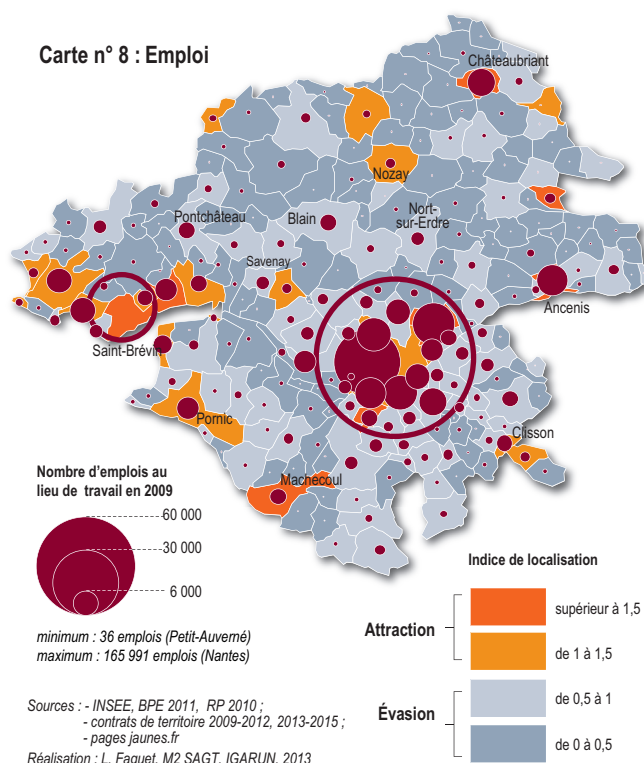 Carte n° 8 : Emploi
Châteaubriant
Nozay
Pontchâteau
Blain
Nort-
sur-Erdre
Savenay
Ancenis
Saint-Brévin
Pornic
Clisson
Machecoul
Nombre d'emplois au
lieu de travail en 2009
60 000
30 000
6 000
minimum : 36 emplois (Petit-Auverné)
maximum : 165 991 emplois (Nantes)
Indice de localisation
Attraction
supérieur à 1,5
de 1 à 1,5
Évasion
de 0,5 à 1
de 0 à 0,5
Sources : - INSEE, BPE 2011, RP 2010 ;
- contrats de territoire 2009-2012, 2013-2015 ;
- pages jaunes.fr
Réalisation : L. Faguet, M2 SAGT, IGARUN, 2013